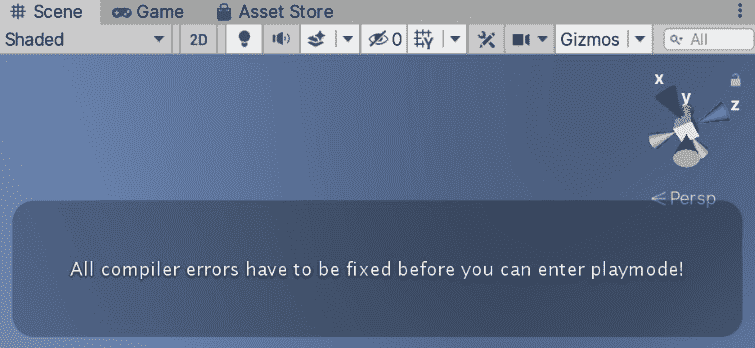 Scene Game Asset Store
Shaded 2D 0 Gizmos All
x
y
z
Persp
All compiler errors have to be fixed before you can enter playmode!